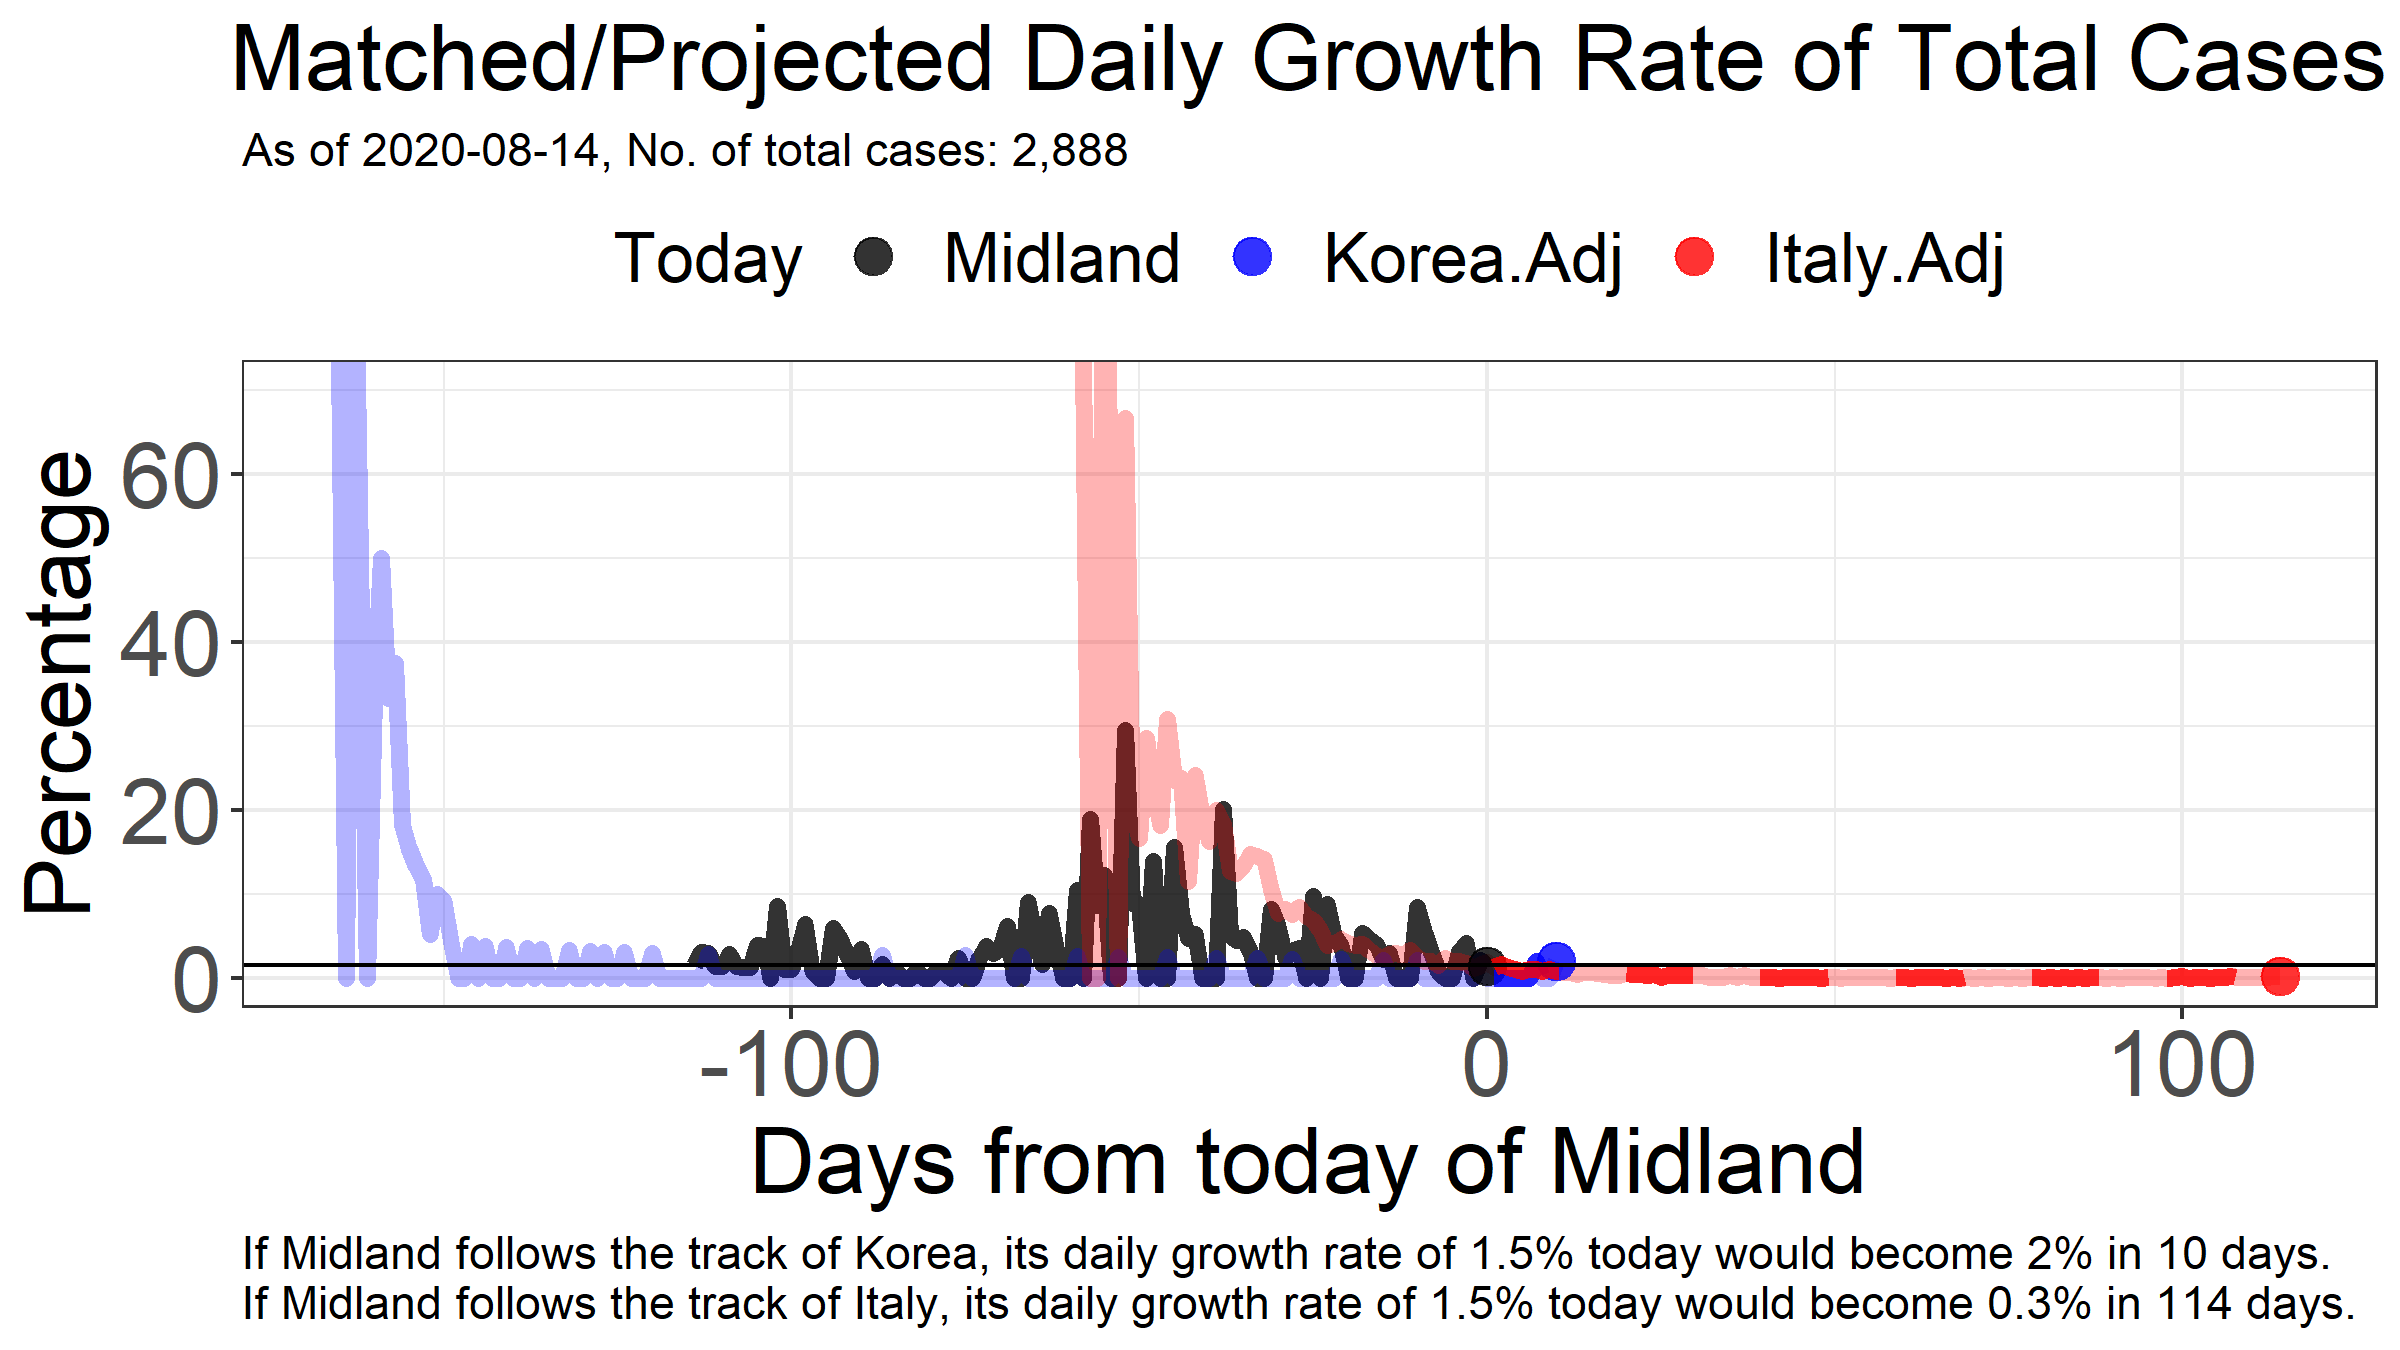 Matched/Projected Daily Growth Rate of Total Cases
As of 2020-08-14, No. of total cases: 2,888
Today Midland Korea.Adj Italy.Adj
Percentage
60
40
20
0
-100 0 100
Days from today of Midland
If Midland follows the track of Korea, its daily growth rate of 1.5% today would become 2% in 10 days.
If Midland follows the track of Italy, its daily growth rate of 1.5% today would become 0.3% in 114 days.